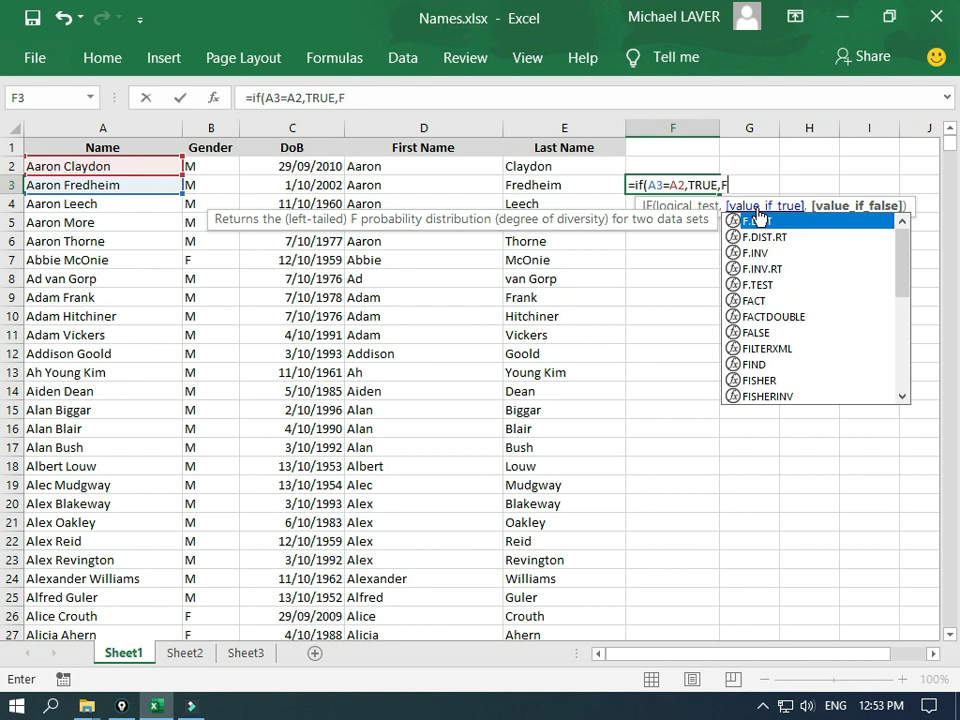 Names.xlsx - Excel
Michael LAVER
File Home Insert Page Layout Formulas Data Review View Help Tell me Share
F3 fx =if(A3=A2,TRUE,F
A B C D E F G H I J
1 Name Gender DoB First Name Last Name
2 Aaron Claydon M 29/09/2010 Aaron Claydon
3 Aaron Fredheim M 1/10/2002 Aaron Fredheim =if(A3=A2,TRUE,F
4 Aaron Leech M 11/10/1960 Aaron Leech
IF(logical_test, [value_if_true], [value_if_false])
5 Aaron More M
Returns the (left-tailed) F probability distribution (degree of diversity) for two data sets
6 Aaron Thorne M 6/10/1977 Aaron Thorne
7 Abbie McOnie F 12/10/1959 Abbie McOnie
8 Ad van Gorp M 7/10/1976 Ad van Gorp
9 Adam Frank M 7/10/1978 Adam Frank
10 Adam Hitchiner M 7/10/1976 Adam Hitchiner
11 Adam Vickers M 4/10/1991 Adam Vickers
12 Addison Goold M 3/10/1993 Addison Goold
13 Ah Young Kim M 11/10/1961 Ah Young Kim
14 Aiden Dean M 5/10/1985 Aiden Dean
15 Alan Biggar M 2/10/1996 Alan Biggar
16 Alan Blair M 4/10/1990 Alan Blair
17 Alan Bush M 3/10/1992 Alan Bush
18 Albert Louw M 13/10/1953 Albert Louw
19 Alec Mudgway M 13/10/1954 Alec Mudgway
20 Alex Blakeway M 3/10/1993 Alex Blakeway
21 Alex Oakley M 6/10/1983 Alex Oakley
22 Alex Reid M 12/10/1959 Alex Reid
23 Alex Revington M 3/10/1992 Alex Revington
24 Alexander Williams M 11/10/1962 Alexander Williams
25 Alfred Guler M 13/10/1952 Alfred Guler
26 Alice Crouth F 29/09/2009 Alice Crouth
27 Alicia Ahern F 4/10/1988 Alicia Ahern
F.DIST.RT
F.INV
F.INV.RT
F.TEST
FACT
FACTDOUBLE
FALSE
FILTERXML
FIND
FISHER
FISHERINV
Sheet1 Sheet2 Sheet3
Enter 100%
ENG 12:53 PM